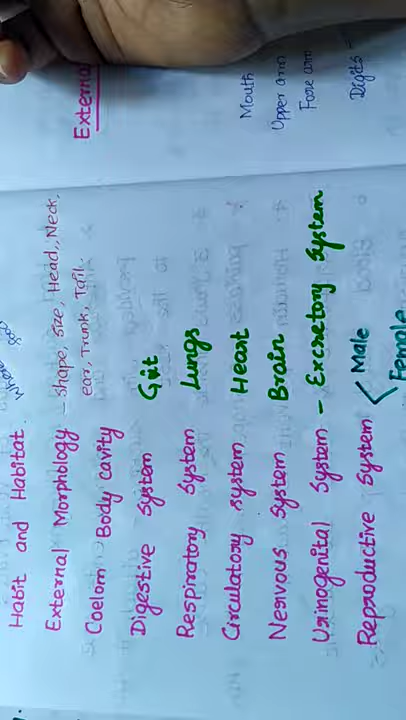 Habit and Habitat
External Morphology - Shape, Size, Head, Neck,
ear, Trunk, Tail.
Coelom Body cavity
Digestive System Gut
Respiratory System Lungs
Circulatory system Heart
Nervous System Brain
Urinogenital System - Excretory System
Reproductive System < Male
Female
External
Mouth
Upper arm
Fore arm
Digits -